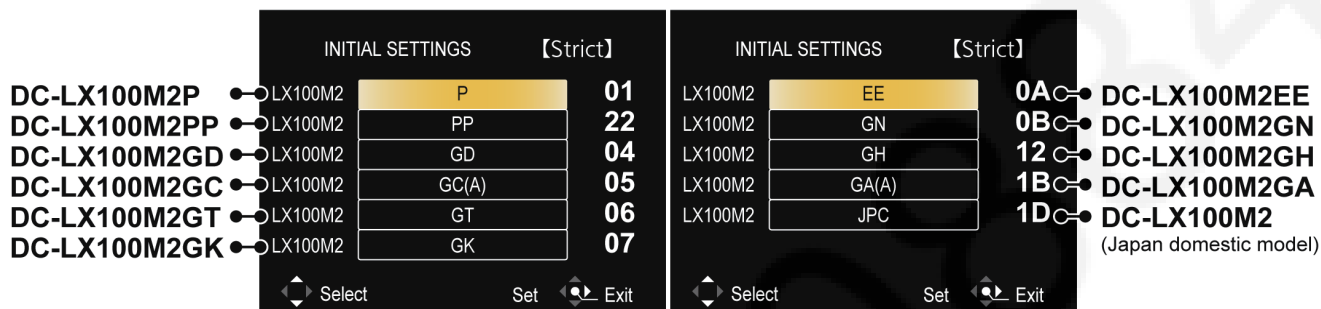 INITIAL SETTINGS 【Strict】
DC-LX100M2P LX100M2 P 01
DC-LX100M2PP LX100M2 PP 22
DC-LX100M2GD LX100M2 GD 04
DC-LX100M2GC LX100M2 GC(A) 05
DC-LX100M2GT LX100M2 GT 06
DC-LX100M2GK LX100M2 GK 07
Select Set Exit
INITIAL SETTINGS 【Strict】
LX100M2 EE 0A DC-LX100M2EE
LX100M2 GN 0B DC-LX100M2GN
LX100M2 GH 12 DC-LX100M2GH
LX100M2 GA(A) 1B DC-LX100M2GA
LX100M2 JPC 1D DC-LX100M2
(Japan domestic model)
Select Set Exit